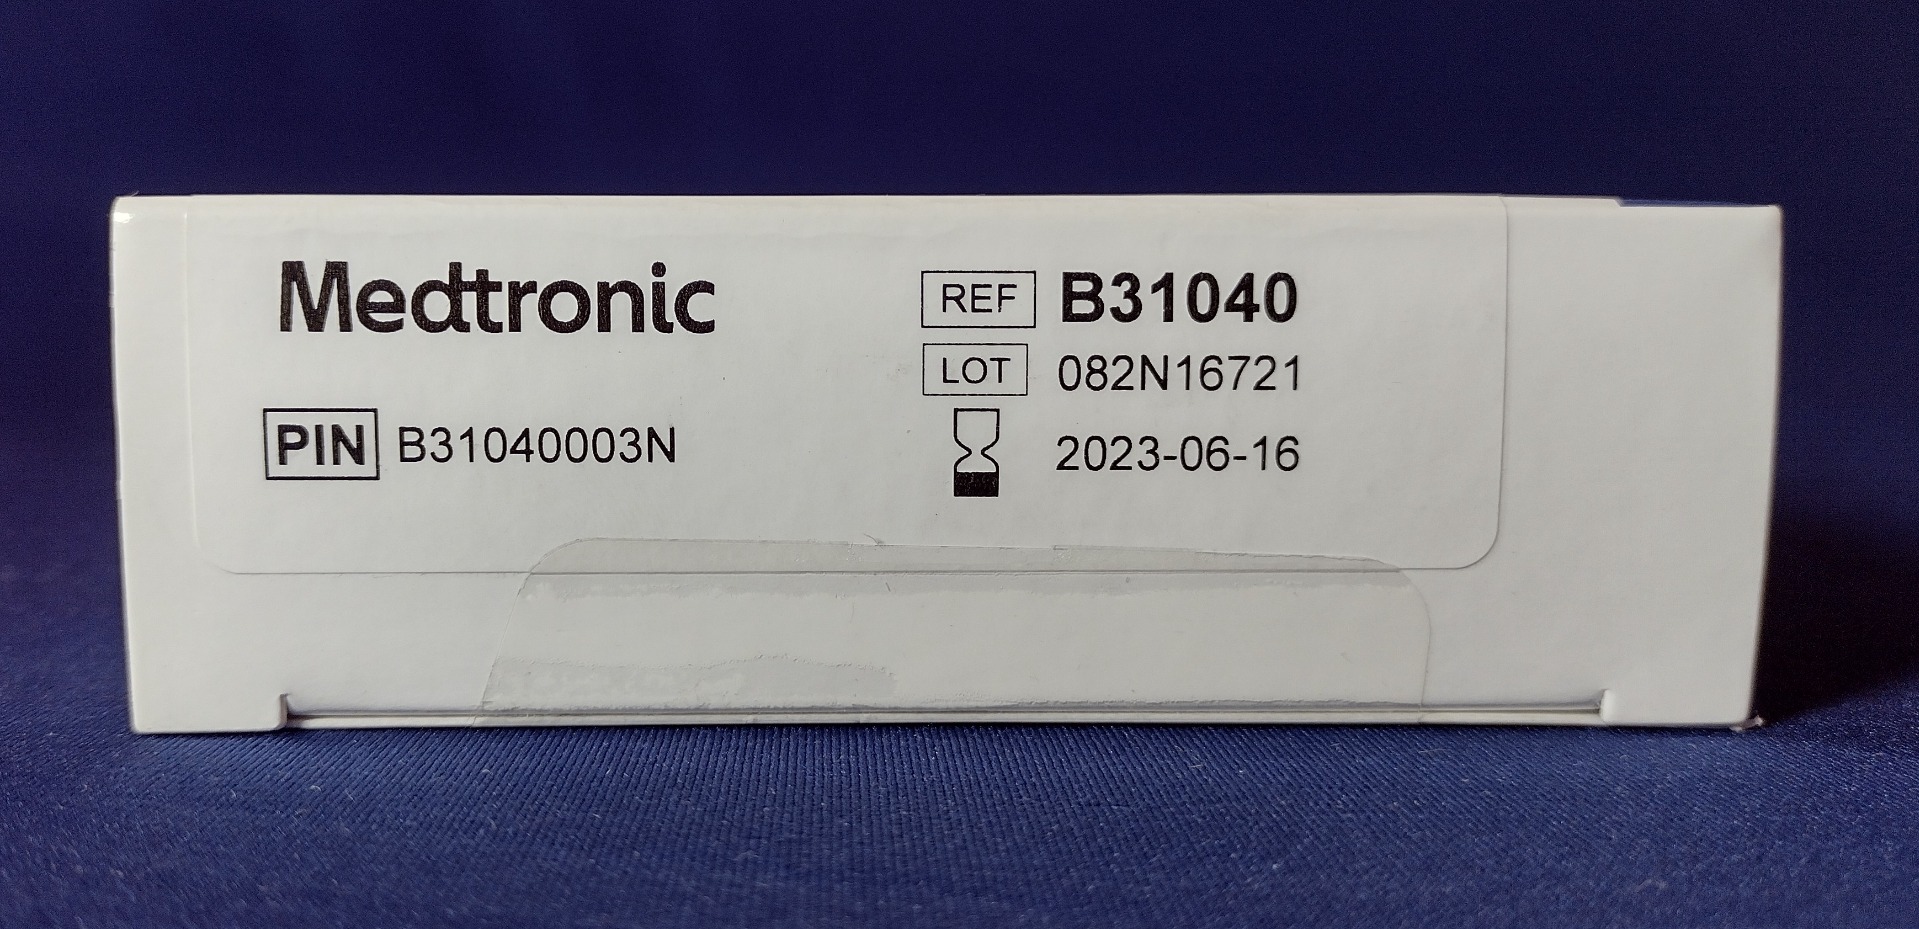 Medtronic
PIN B31040003N
REF B31040
LOT 082N16721
2023-06-16